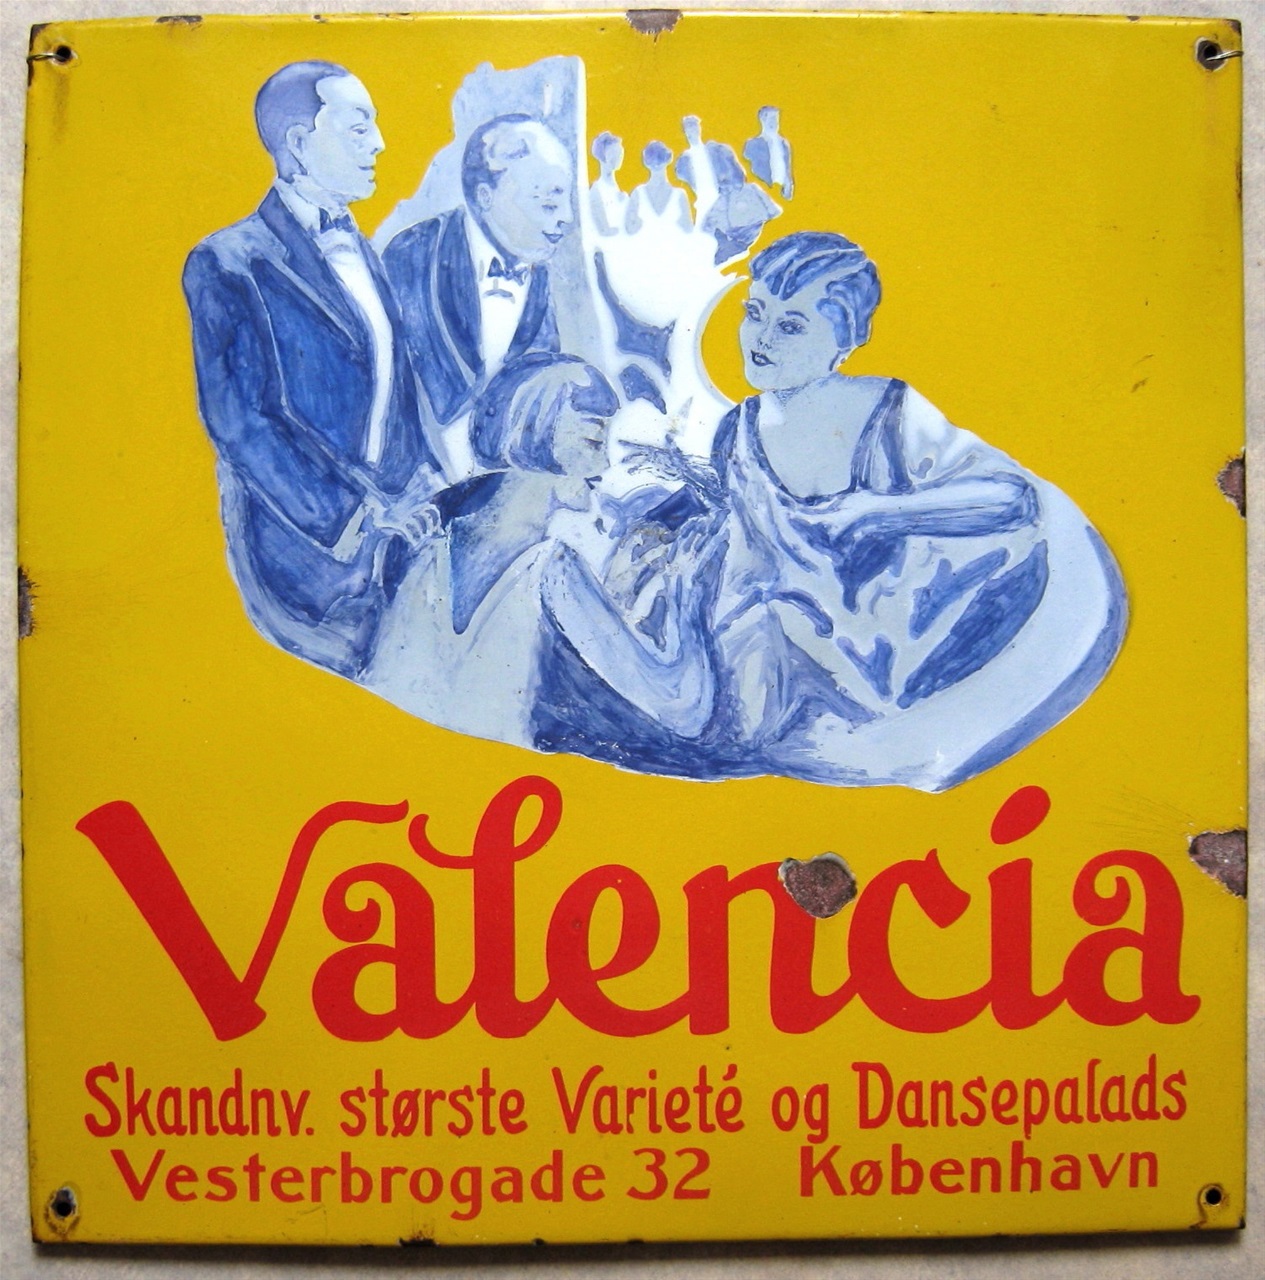 Valencia
Skandnv. største Varieté og Dansepalads
Vesterbrogade 32 København